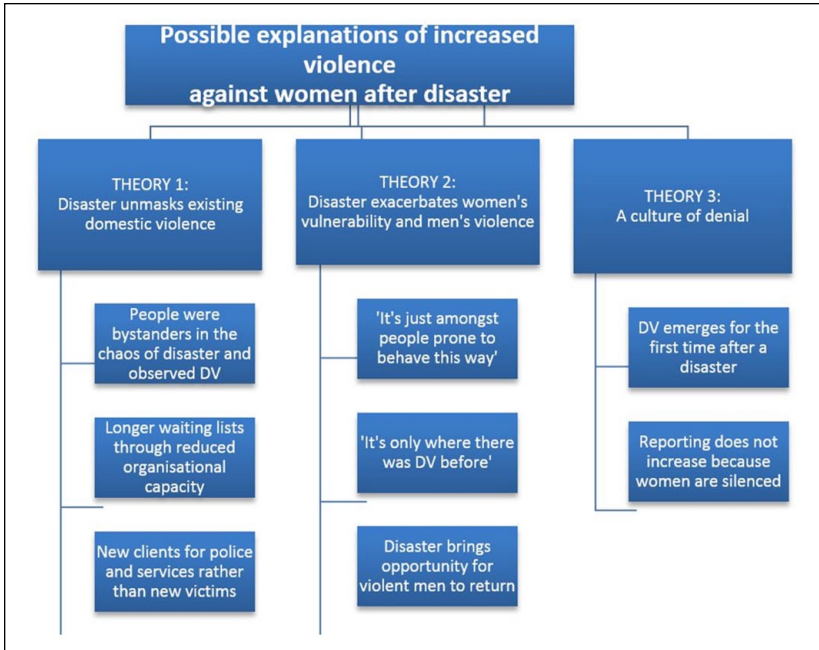 Possible explanations of increased
violence
against women after disaster
THEORY 1:
Disaster unmasks existing
domestic violence
People were
bystanders in the
chaos of disaster and
observed DV
Longer waiting lists
through reduced
organisational
capacity
New clients for police
and services rather
than new victims
THEORY 2:
Disaster exacerbates women's
vulnerability and men's violence
'It's just amongst
people prone to
behave this way'
'It's only where there
was DV before'
Disaster brings
opportunity for
violent men to return
THEORY 3:
A culture of denial
DV emerges for the
first time after a
disaster
Reporting does not
increase because
women are silenced